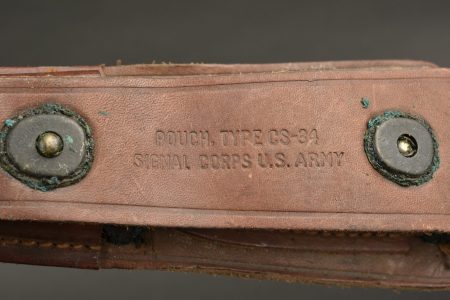 POUCH, TYPE CS-34
SIGNAL CORPS U.S. ARMY